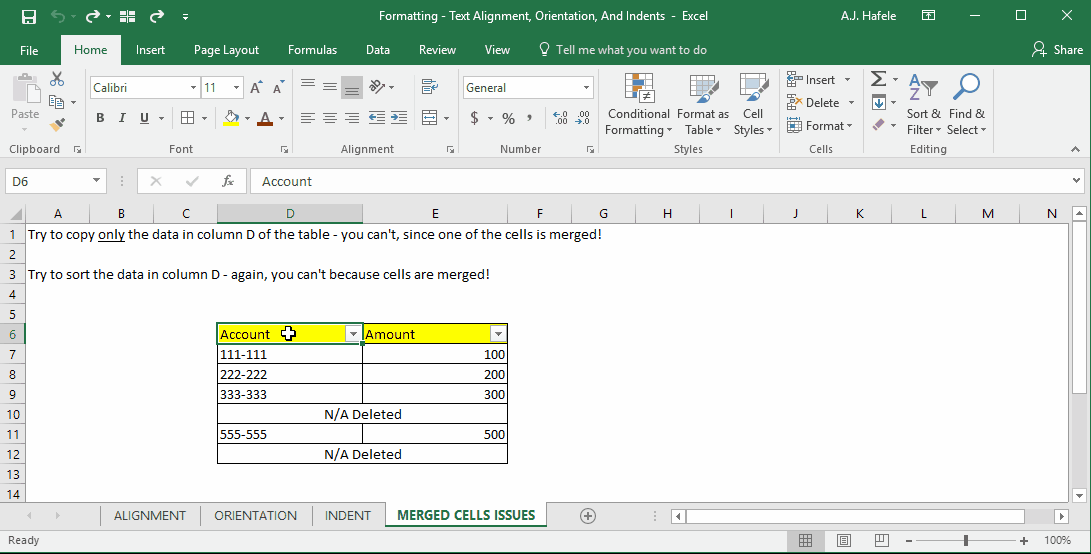 Formatting - Text Alignment, Orientation, And Indents - Excel
A.J. Hafele
File Home Insert Page Layout Formulas Data Review View Tell me what you want to do Share
Paste
Calibri 11
General
Conditional Formatting
Format as Table
Cell Styles
Insert
Delete
Format
Sort & Filter
Find & Select
B I U A
$ % ,
Clipboard Font Alignment Number Styles Cells Editing
D6 fx Account
A B C D E F G H I J K L M N
1 Try to copy only the data in column D of the table - you can't, since one of the cells is merged!
2
3 Try to sort the data in column D - again, you can't because cells are merged!
4
5
6 Account Amount
7 111-111 100
8 222-222 200
9 333-333 300
10 N/A Deleted
11 555-555 500
12 N/A Deleted
13
14
ALIGNMENT ORIENTATION INDENT MERGED CELLS ISSUES
Ready 100%